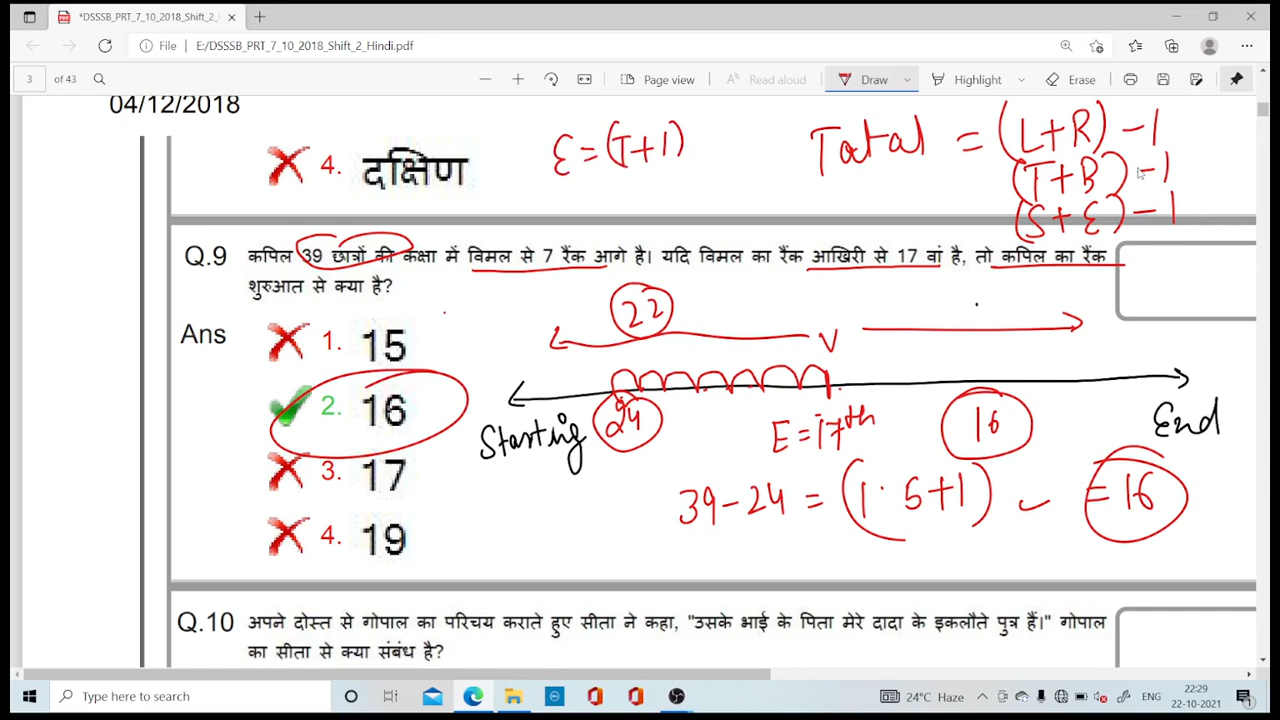 *DSSSB_PRT_7_10_2018_Shift_2_H
File E:/DSSSB_PRT_7_10_2018_Shift_2_Hindi.pdf
3 of 43 Page view Read aloud Draw Highlight Erase
04/12/2018
4. दक्षिण
E = (T+1)
Total = (L+R) -1
(T+B) -1
(S+E) -1
Q.9 कपिल 39 छात्रों की कक्षा में विमल से 7 रैंक आगे है। यदि विमल का रैंक आखिरी से 17 वां है, तो कपिल का रैंक
शुरुआत से क्या है?
Ans
1. 15
2. 16
3. 17
4. 19
22
V
Starting 24 E=17th 16 End
39-24 = (15+1) = 16
Q.10 अपने दोस्त से गोपाल का परिचय कराते हुए सीता ने कहा, "उसके भाई के पिता मेरे दादा के इकलौते पुत्र हैं।" गोपाल
का सीता से क्या संबंध है?
Type here to search
24°C Haze
ENG
22:29
22-10-2021